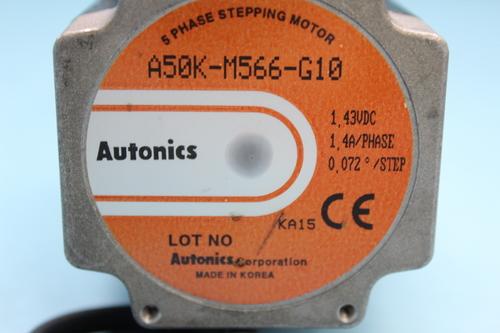 5 PHASE STEPPING MOTOR
A50K-M566-G10
1.43VDC
1.4A/PHASE
0.072°/STEP
Autonics
KA15 CE
LOT NO
Autonics Corporation
MADE IN KOREA